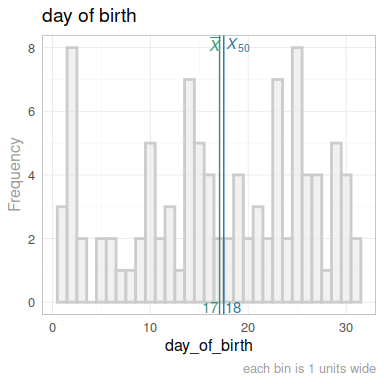 day of birth
X̅ X₅₀
8
6
4
2
0
Frequency
17 18
0 10 20 30
day_of_birth
each bin is 1 units wide